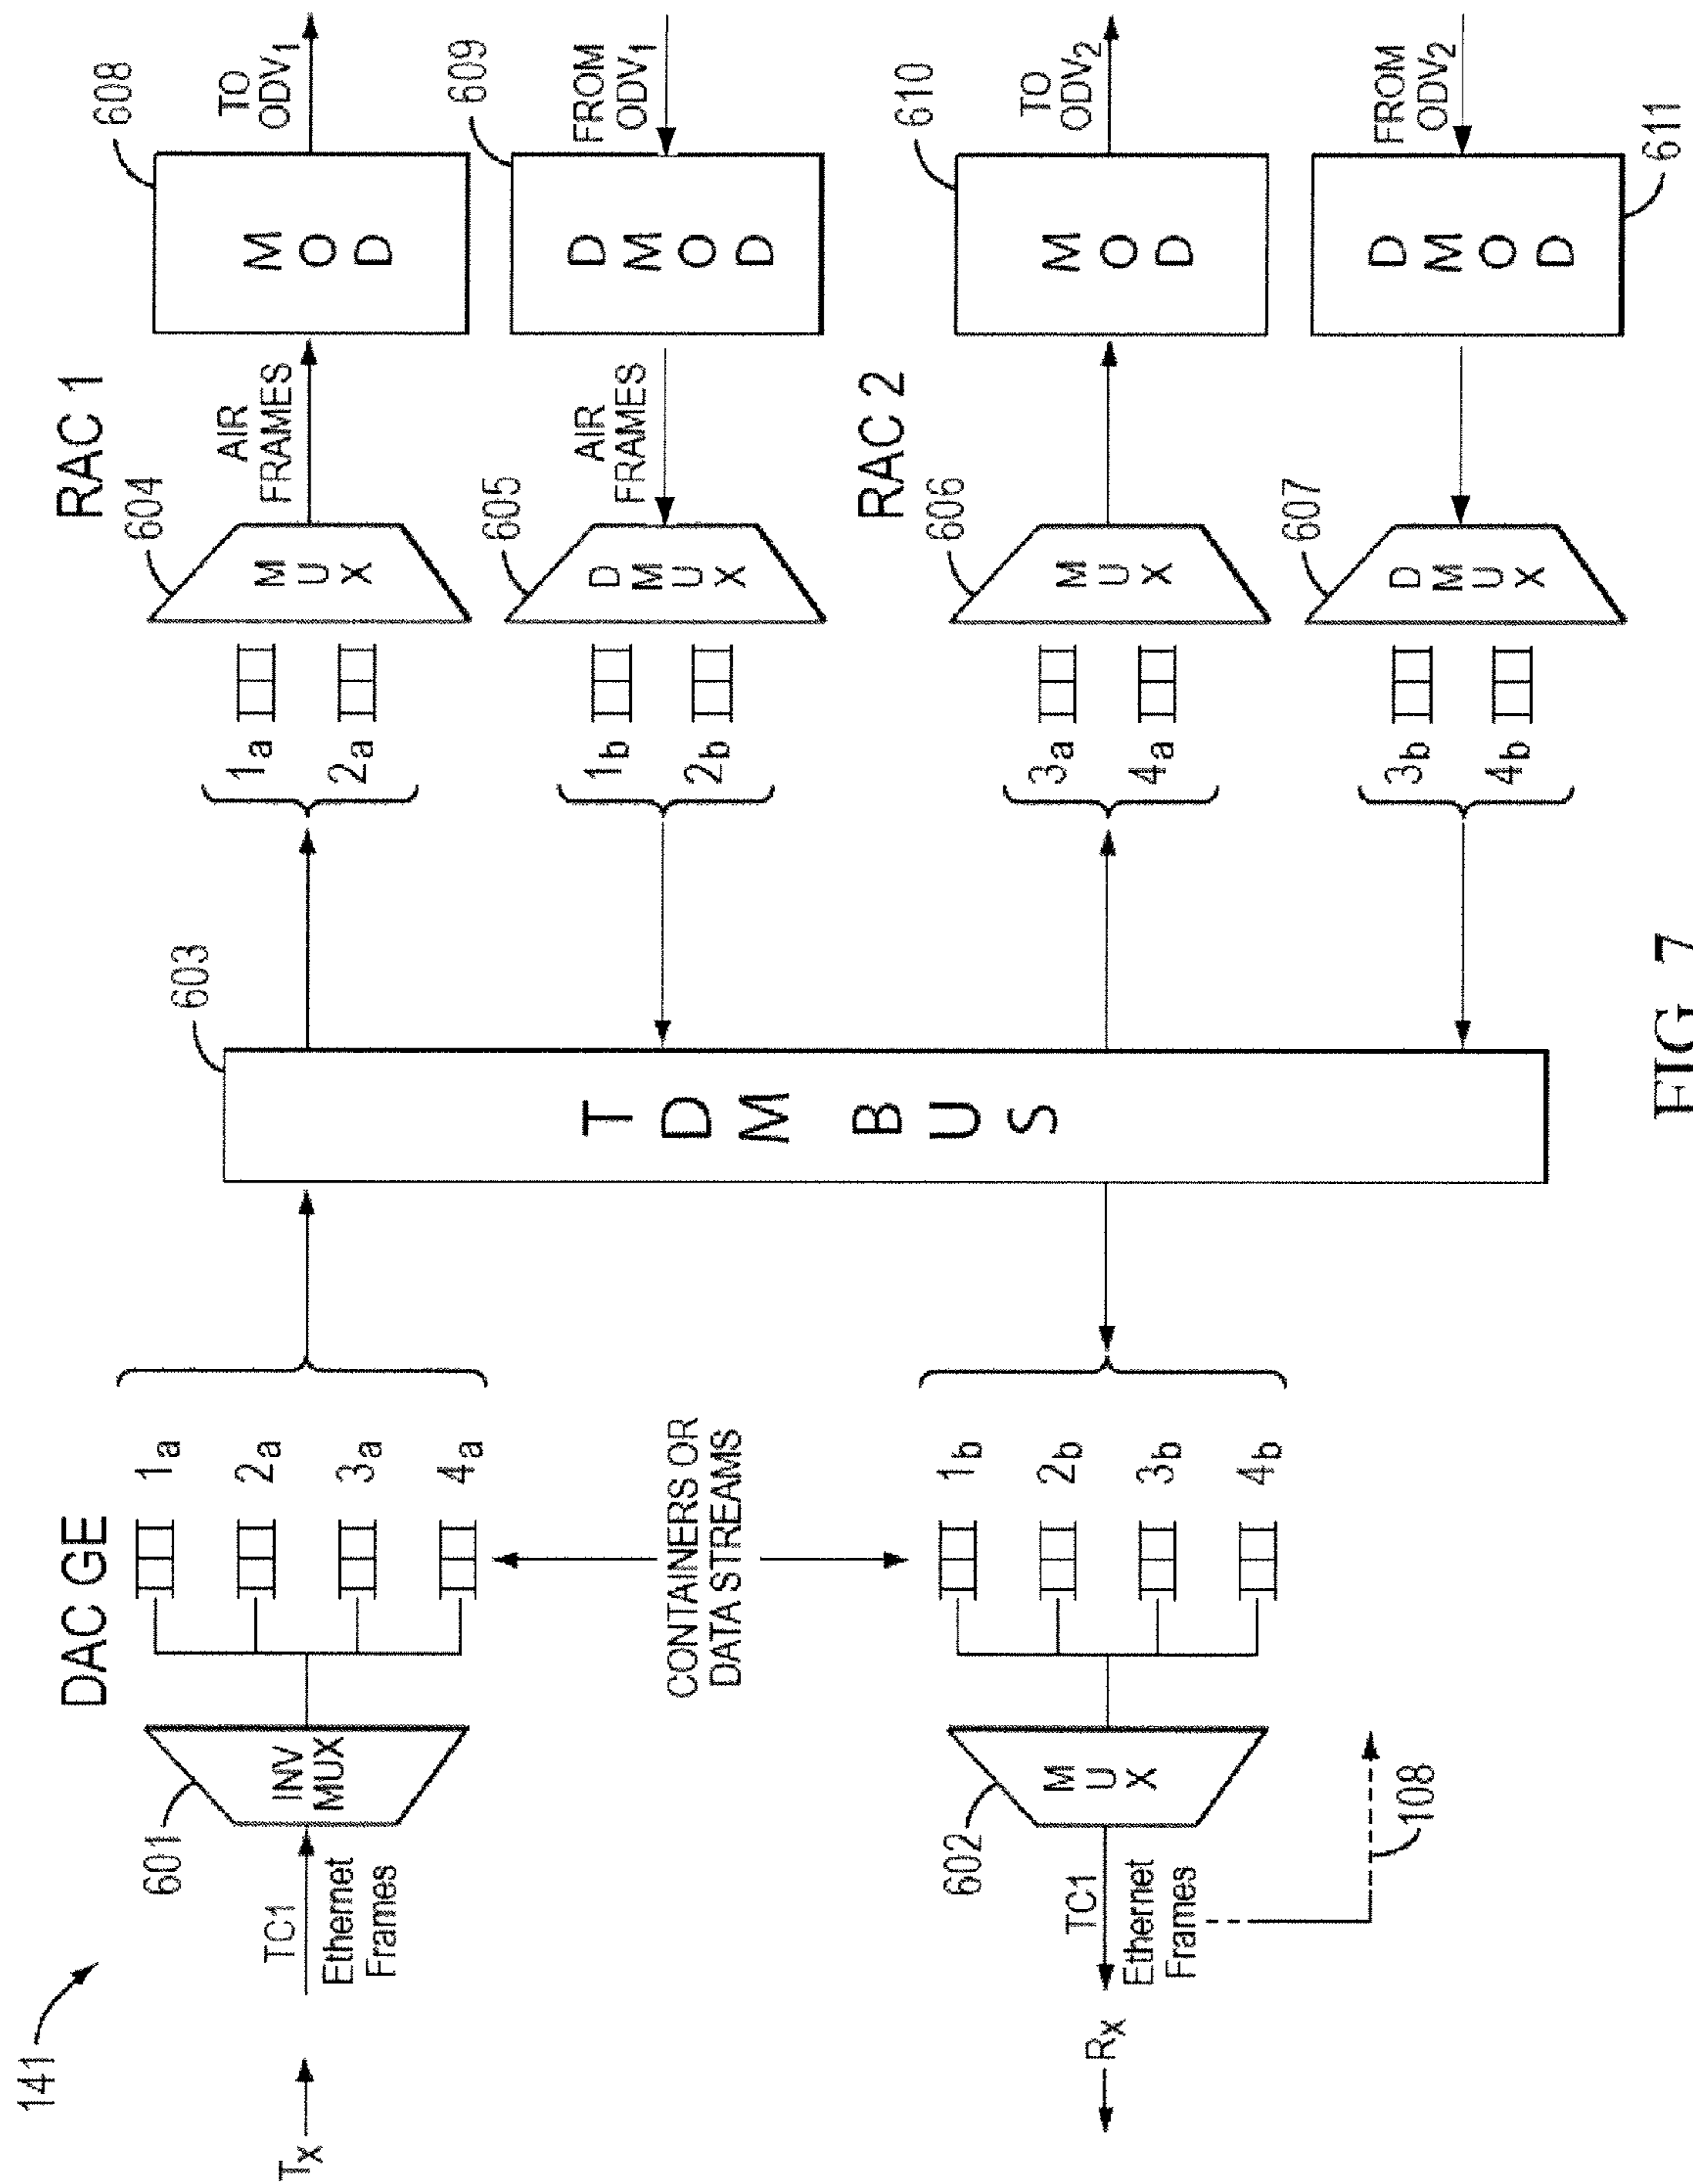 141
DAC GE
RAC 1
Tx
TC1
Ethernet
Frames
601
INV
MUX
1a
2a
3a
4a
603
TDM BUS
1a
2a
604
MUX
AIR
FRAMES
608
MOD
TO
ODV1
1b
2b
605
DMUX
AIR
FRAMES
609
DMOD
FROM
ODV1
CONTAINERS OR
DATA STREAMS
RAC 2
Rx
TC1
Ethernet
Frames
602
MUX
1b
2b
3b
4b
3a
4a
606
MUX
610
MOD
TO
ODV2
108
3b
4b
607
DMUX
DMOD
FROM
ODV2
611
FIG. 7